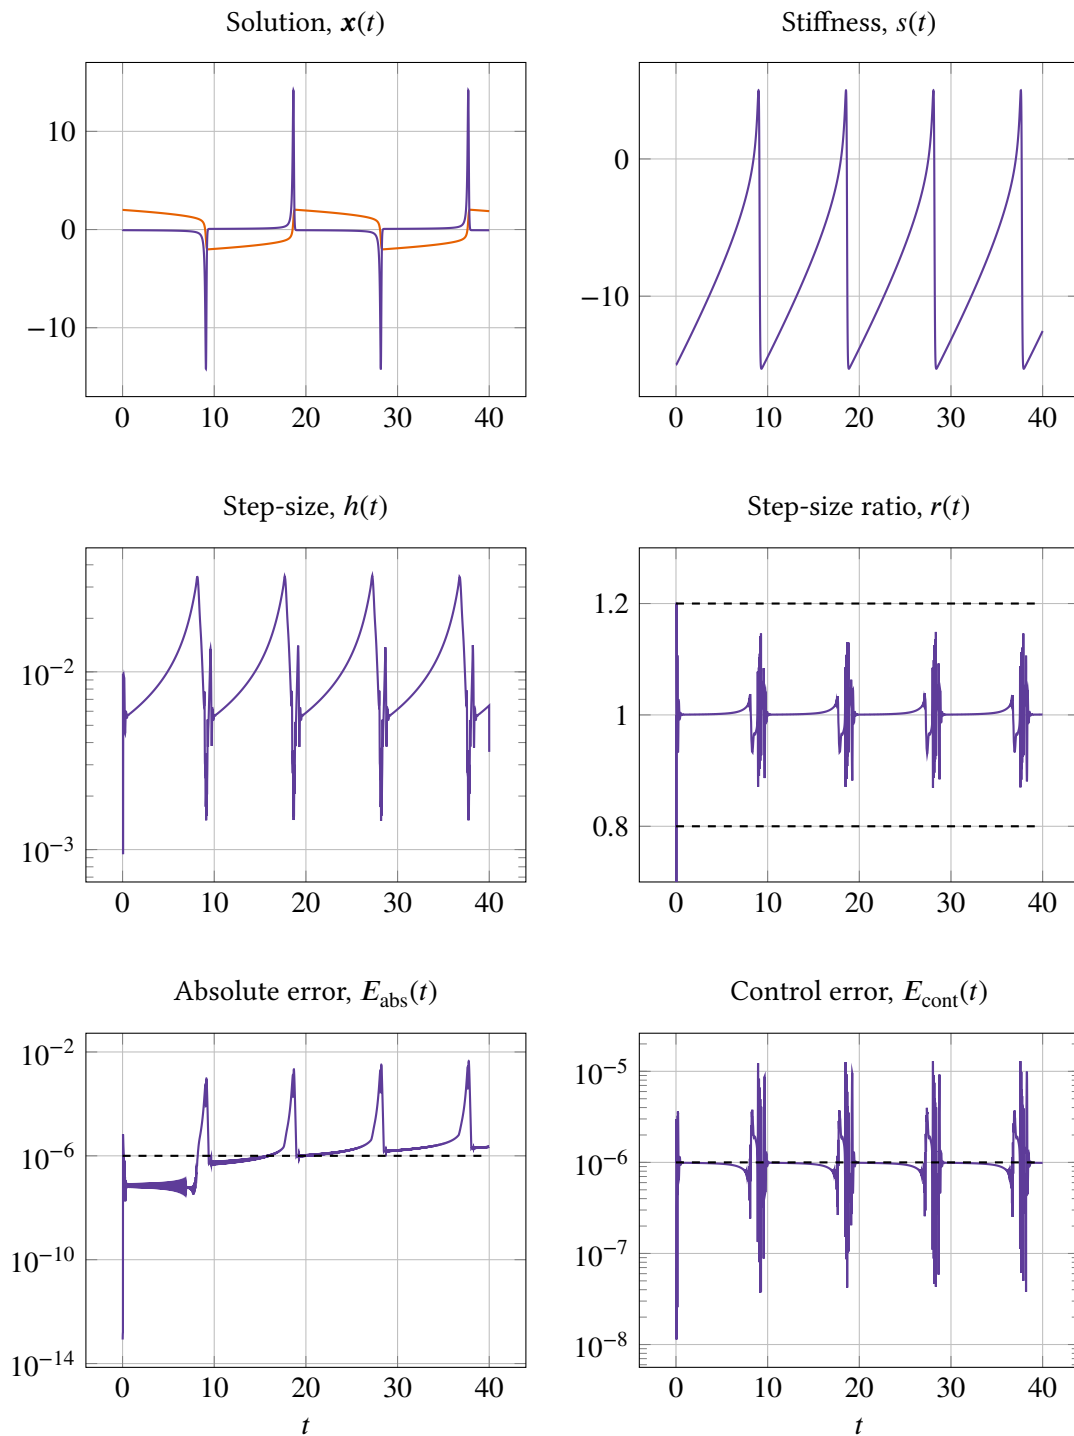 Solution, x(t)
Stiffness, s(t)
10
0
−10
0 10 20 30 40
0
−10
0 10 20 30 40
Step-size, h(t)
Step-size ratio, r(t)
10⁻²
10⁻³
0 10 20 30 40
1.2
1
0.8
0 10 20 30 40
Absolute error, E_abs(t)
Control error, E_cont(t)
10⁻²
10⁻⁶
10⁻¹⁰
10⁻¹⁴
0 10 20 30 40
t
10⁻⁵
10⁻⁶
10⁻⁷
10⁻⁸
0 10 20 30 40
t